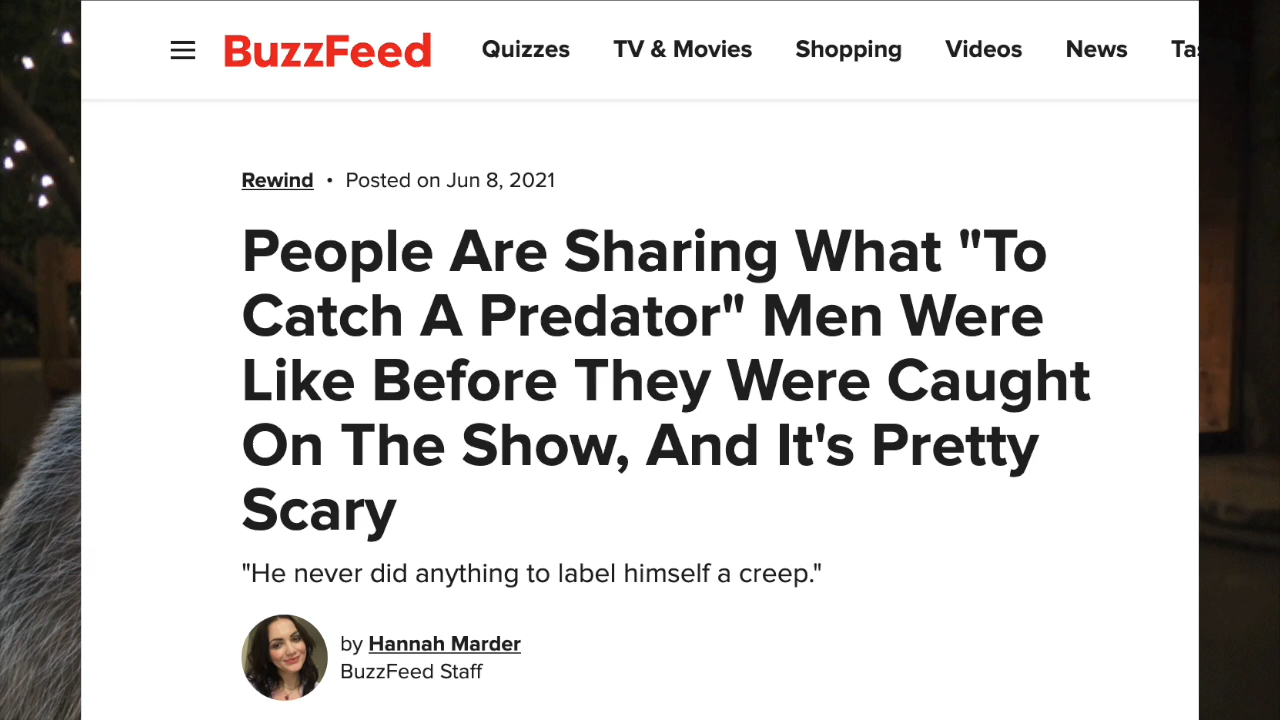 BuzzFeed Quizzes TV & Movies Shopping Videos News
Rewind • Posted on Jun 8, 2021
People Are Sharing What "To
Catch A Predator" Men Were
Like Before They Were Caught
On The Show, And It's Pretty
Scary
"He never did anything to label himself a creep."
by Hannah Marder
BuzzFeed Staff